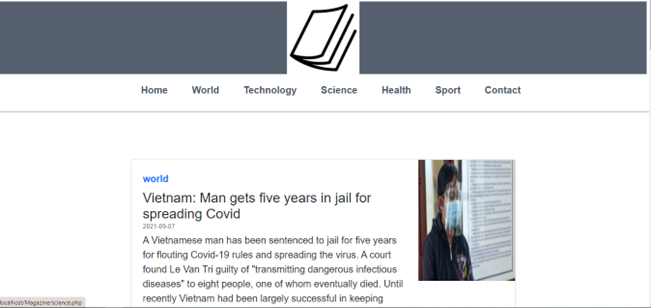 Home World Technology Science Health Sport Contact
world
Vietnam: Man gets five years in jail for
spreading Covid
2021-09-07
A Vietnamese man has been sentenced to jail for five years
for flouting Covid-19 rules and spreading the virus. A court
found Le Van Tri guilty of "transmitting dangerous infectious
diseases" to eight people, one of whom eventually died. Until
recently Vietnam had been largely successful in keeping
localhost/Magazine/science.php